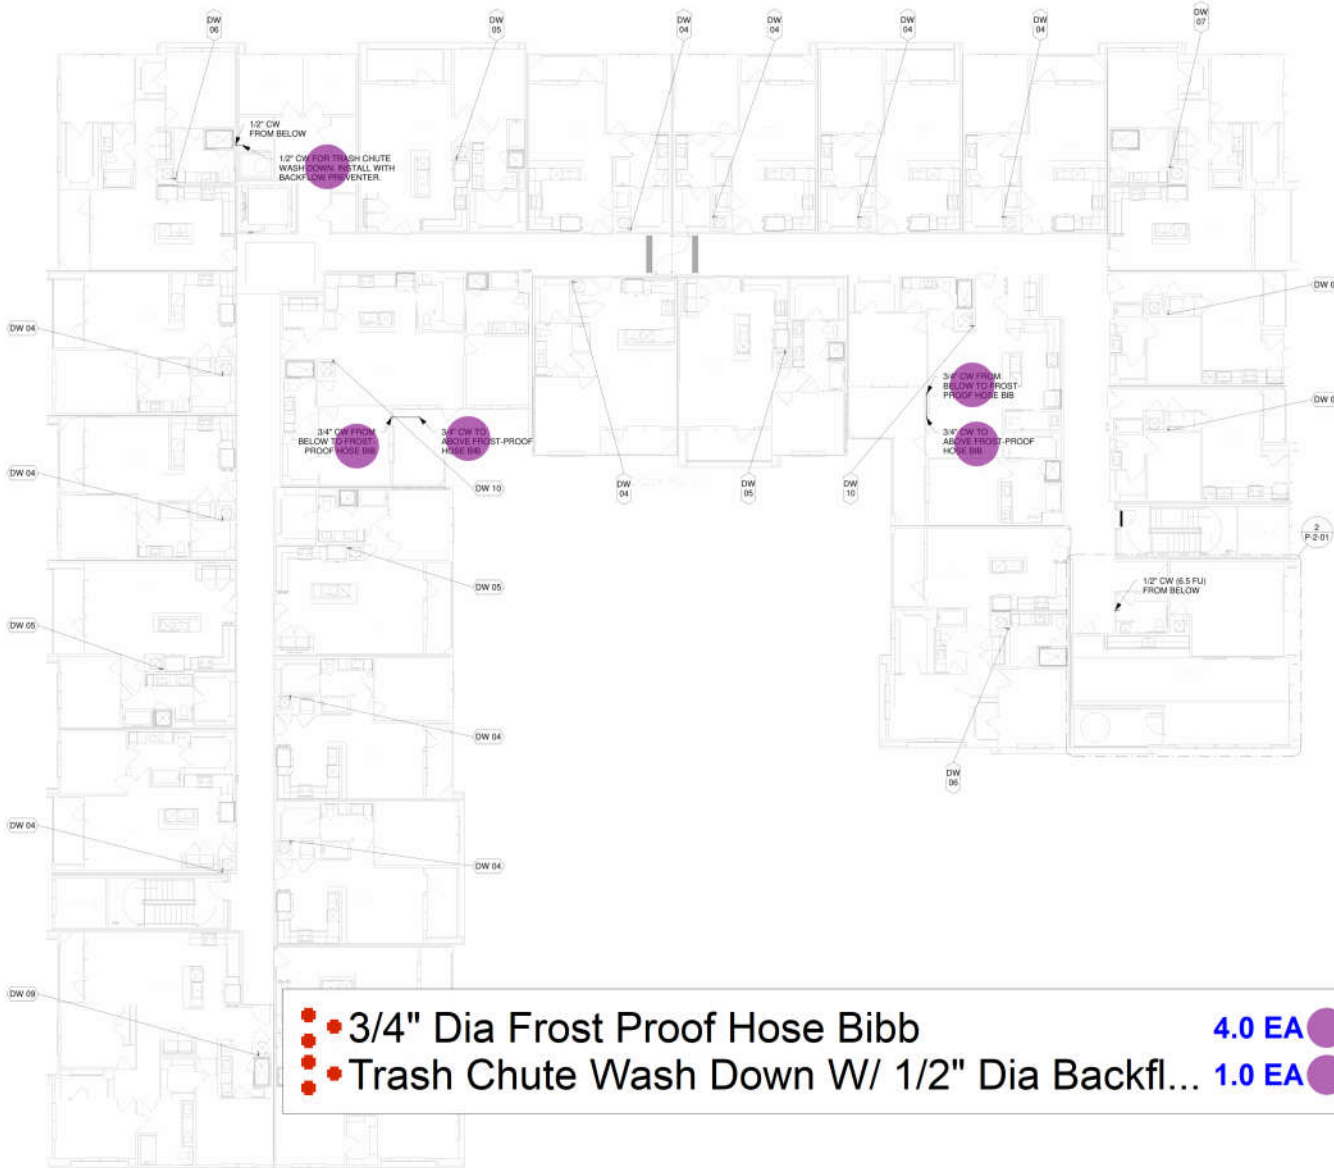 DW
06
DW
05
DW
04
DW
04
DW
04
DW
04
DW
07
1/2" CW
FROM BELOW
1/2" CW FOR TRASH CHUTE
WASH DOWN. INSTALL WITH
BACKFLOW PREVENTER.
DW 0
DW 04
3/4" CW FROM
BELOW TO FROST-
PROOF HOSE BIB
DW 0
3/4" CW FROM
BELOW TO FROST-
PROOF HOSE BIB
3/4" CW TO
ABOVE FROST-PROOF
HOSE BIB
3/4" CW TO
ABOVE FROST-PROOF
HOSE BIB
DW 04
DW 10
DW
04
DW
05
DW
10
2
P-2-01
DW 05
1/2" CW (6.5 FU)
FROM BELOW
DW 05
DW 04
DW
06
DW 04
DW 04
DW 09
3/4" Dia Frost Proof Hose Bibb 4.0 EA
Trash Chute Wash Down W/ 1/2" Dia Backfl... 1.0 EA